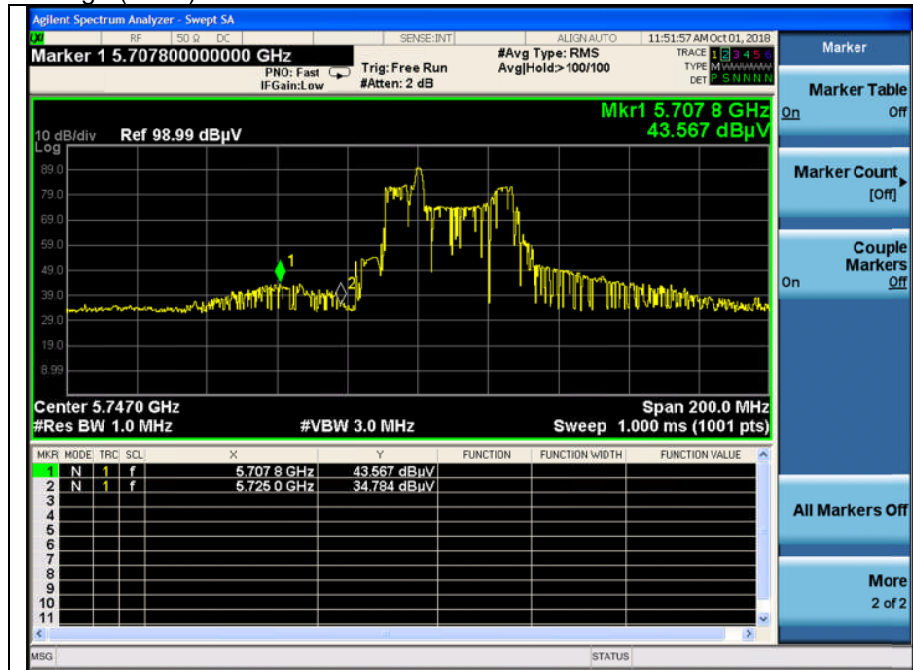 Agilent Spectrum Analyzer - Swept SA
RF 50 Ω DC SENSE:INT ALIGN AUTO 11:51:57 AM Oct 01, 2018
Marker 1 5.707800000000 GHz
PNO: Fast
IFGain:Low
Trig: Free Run
#Atten: 2 dB
#Avg Type: RMS
Avg|Hold:>100/100
TRACE 1 2 3 4 5 6
TYPE M W W W W W
DET P S N N N N
Mkr1 5.707 8 GHz
43.567 dBµV
10 dB/div Ref 98.99 dBµV
Log
89.0
79.0
69.0
59.0
49.0
39.0
29.0
19.0
8.99
1
2
Center 5.7470 GHz Span 200.0 MHz
#Res BW 1.0 MHz #VBW 3.0 MHz Sweep 1.000 ms (1001 pts)
MKR MODE TRC SCL X Y FUNCTION FUNCTION WIDTH FUNCTION VALUE
1 N 1 f 5.707 8 GHz 43.567 dBµV
2 N 1 f 5.725 0 GHz 34.784 dBµV
3
4
5
6
7
8
9
10
11
MSG STATUS
Marker
Marker Table
On Off
Marker Count
[Off]
Couple
Markers
On Off
All Markers Off
More
2 of 2